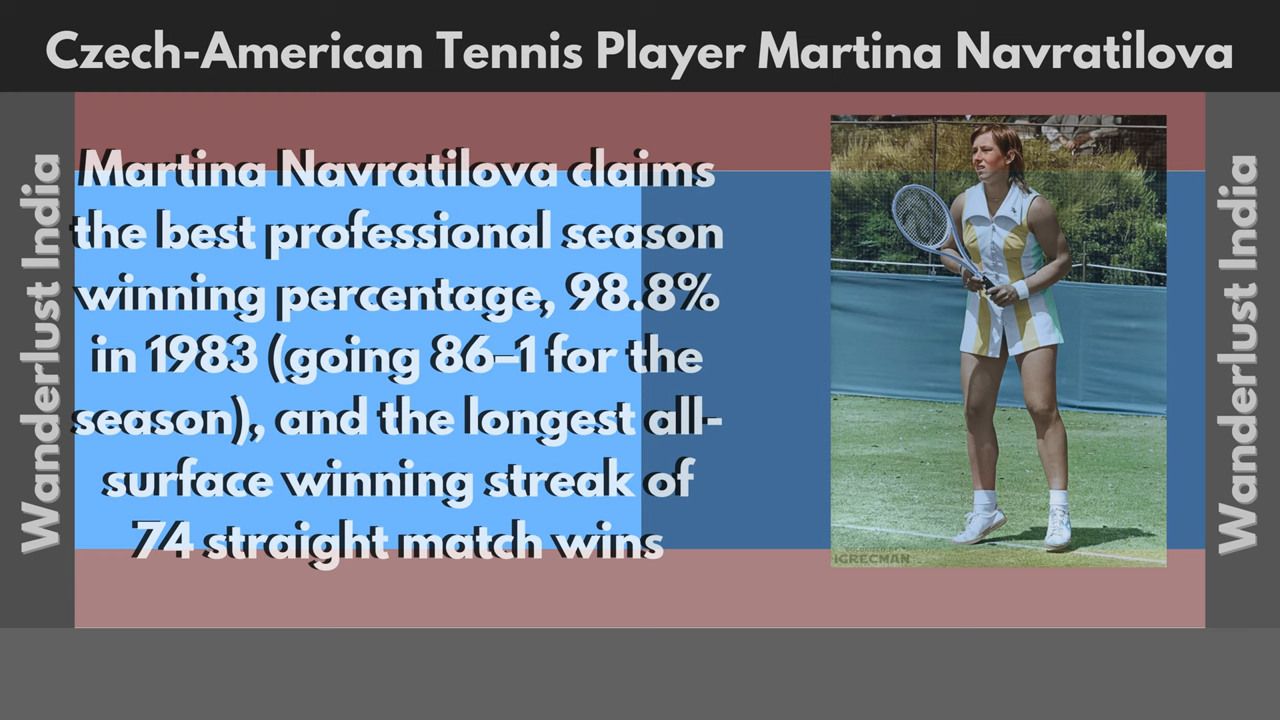 Czech-American Tennis Player Martina Navratilova
Wanderlust India
Martina Navratilova claims
the best professional season
winning percentage, 98.8%
in 1983 (going 86–1 for the
season), and the longest all-
surface winning streak of
74 straight match wins
IGRECMAN
Wanderlust India